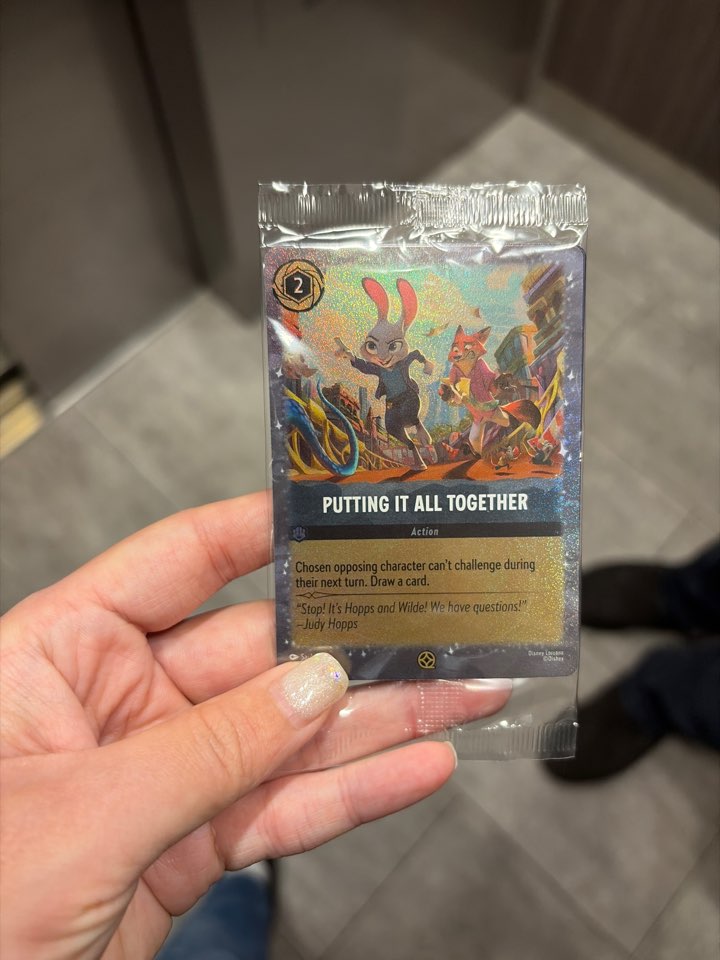 2
PUTTING IT ALL TOGETHER
Action
Chosen opposing character can't challenge during
their next turn. Draw a card.
“Stop! It's Hopps and Wilde! We have questions!”
–Judy Hopps
Disney Lorcana
©Disney